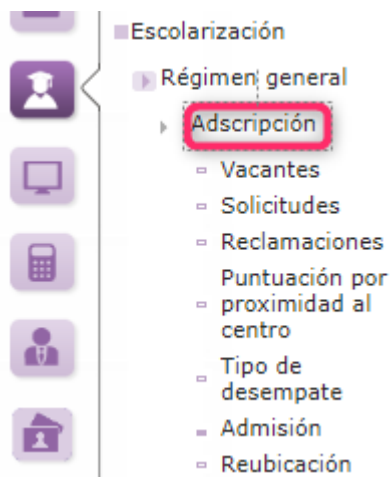 Escolarización
Régimen general
Adscripción
Vacantes
Solicitudes
Reclamaciones
Puntuación por
proximidad al
centro
Tipo de
desempate
Admisión
Reubicación